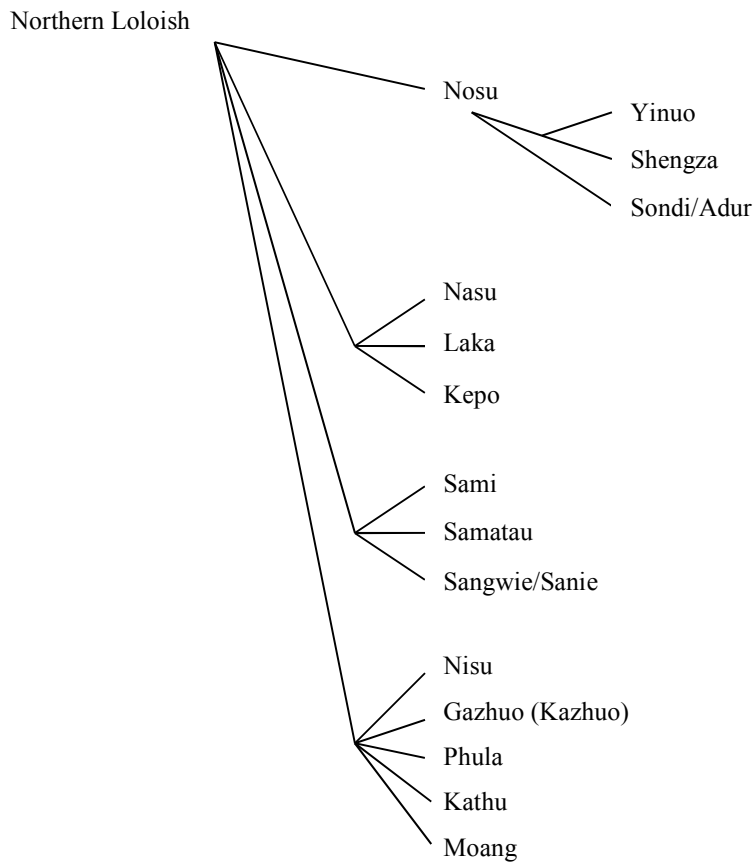 Northern Loloish
Nosu
Yinuo
Shengza
Sondi/Adur
Nasu
Laka
Kepo
Sami
Samatau
Sangwie/Sanie
Nisu
Gazhuo (Kazhuo)
Phula
Kathu
Moang